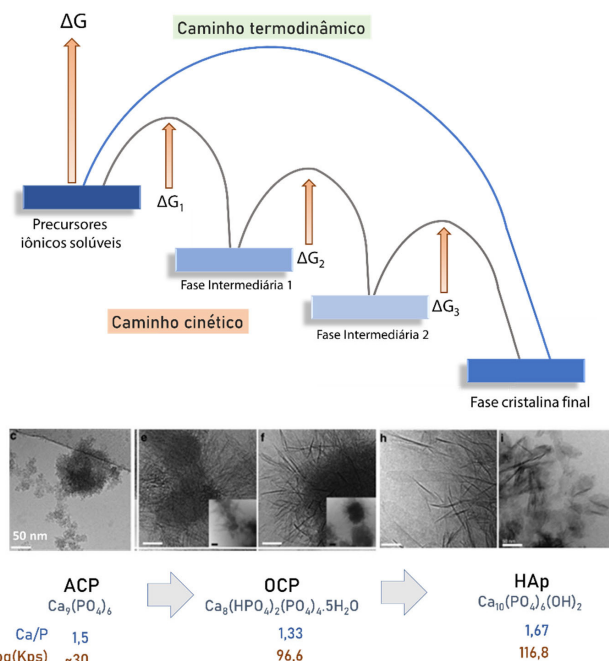 ΔG
Caminho termodinâmico
ΔG₁
Precursores
iônicos solúveis
ΔG₂
Fase Intermediária 1
ΔG₃
Caminho cinético
Fase Intermediária 2
Fase cristalina final
c
e
f
h
i
50 nm
ACP
OCP
HAp
Ca₉(PO₄)₆
Ca₈(HPO₄)₂(PO₄)₄.5H₂O
Ca₁₀(PO₄)₆(OH)₂
Ca/P 1,5 1,33 1,67
og(Kps) ~30 96,6 116,8